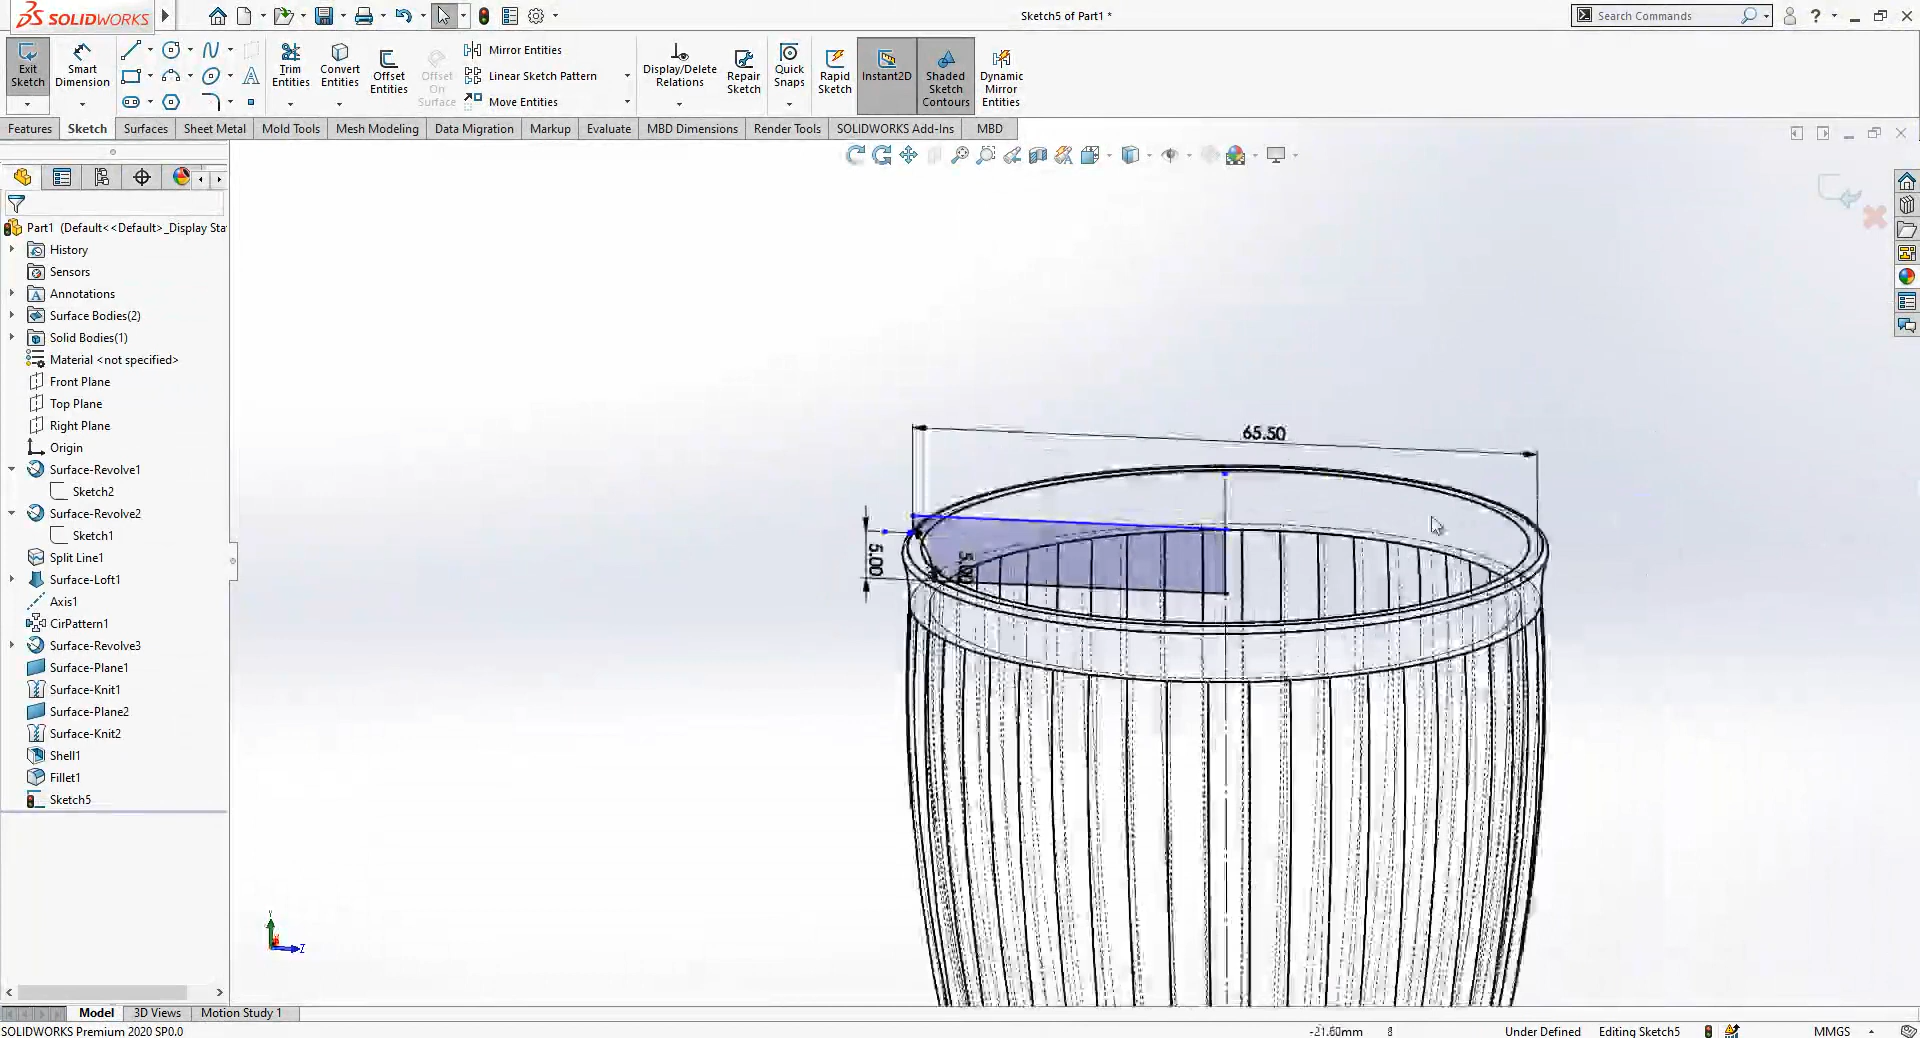 SOLIDWORKS
Sketch5 of Part1 *
Search Commands
Exit Sketch
Smart Dimension
Trim Entities
Convert Entities
Offset Entities
Offset On Surface
Mirror Entities
Linear Sketch Pattern
Move Entities
Display/Delete Relations
Repair Sketch
Quick Snaps
Rapid Sketch
Instant2D
Shaded Sketch Contours
Dynamic Mirror Entities
Features
Sketch
Surfaces
Sheet Metal
Mold Tools
Mesh Modeling
Data Migration
Markup
Evaluate
MBD Dimensions
Render Tools
SOLIDWORKS Add-Ins
MBD
Part1 (Default<<Default>_Display Sta
History
Sensors
Annotations
Surface Bodies(2)
Solid Bodies(1)
Material <not specified>
Front Plane
Top Plane
Right Plane
Origin
Surface-Revolve1
Sketch2
Surface-Revolve2
Sketch1
Split Line1
Surface-Loft1
Axis1
CirPattern1
Surface-Revolve3
Surface-Plane1
Surface-Knit1
Surface-Plane2
Surface-Knit2
Shell1
Fillet1
Sketch5
65.50
5.00
5.00
Y
Z
Model
3D Views
Motion Study 1
SOLIDWORKS Premium 2020 SP0.0
-21.60mm
Under Defined
Editing Sketch5
MMGS